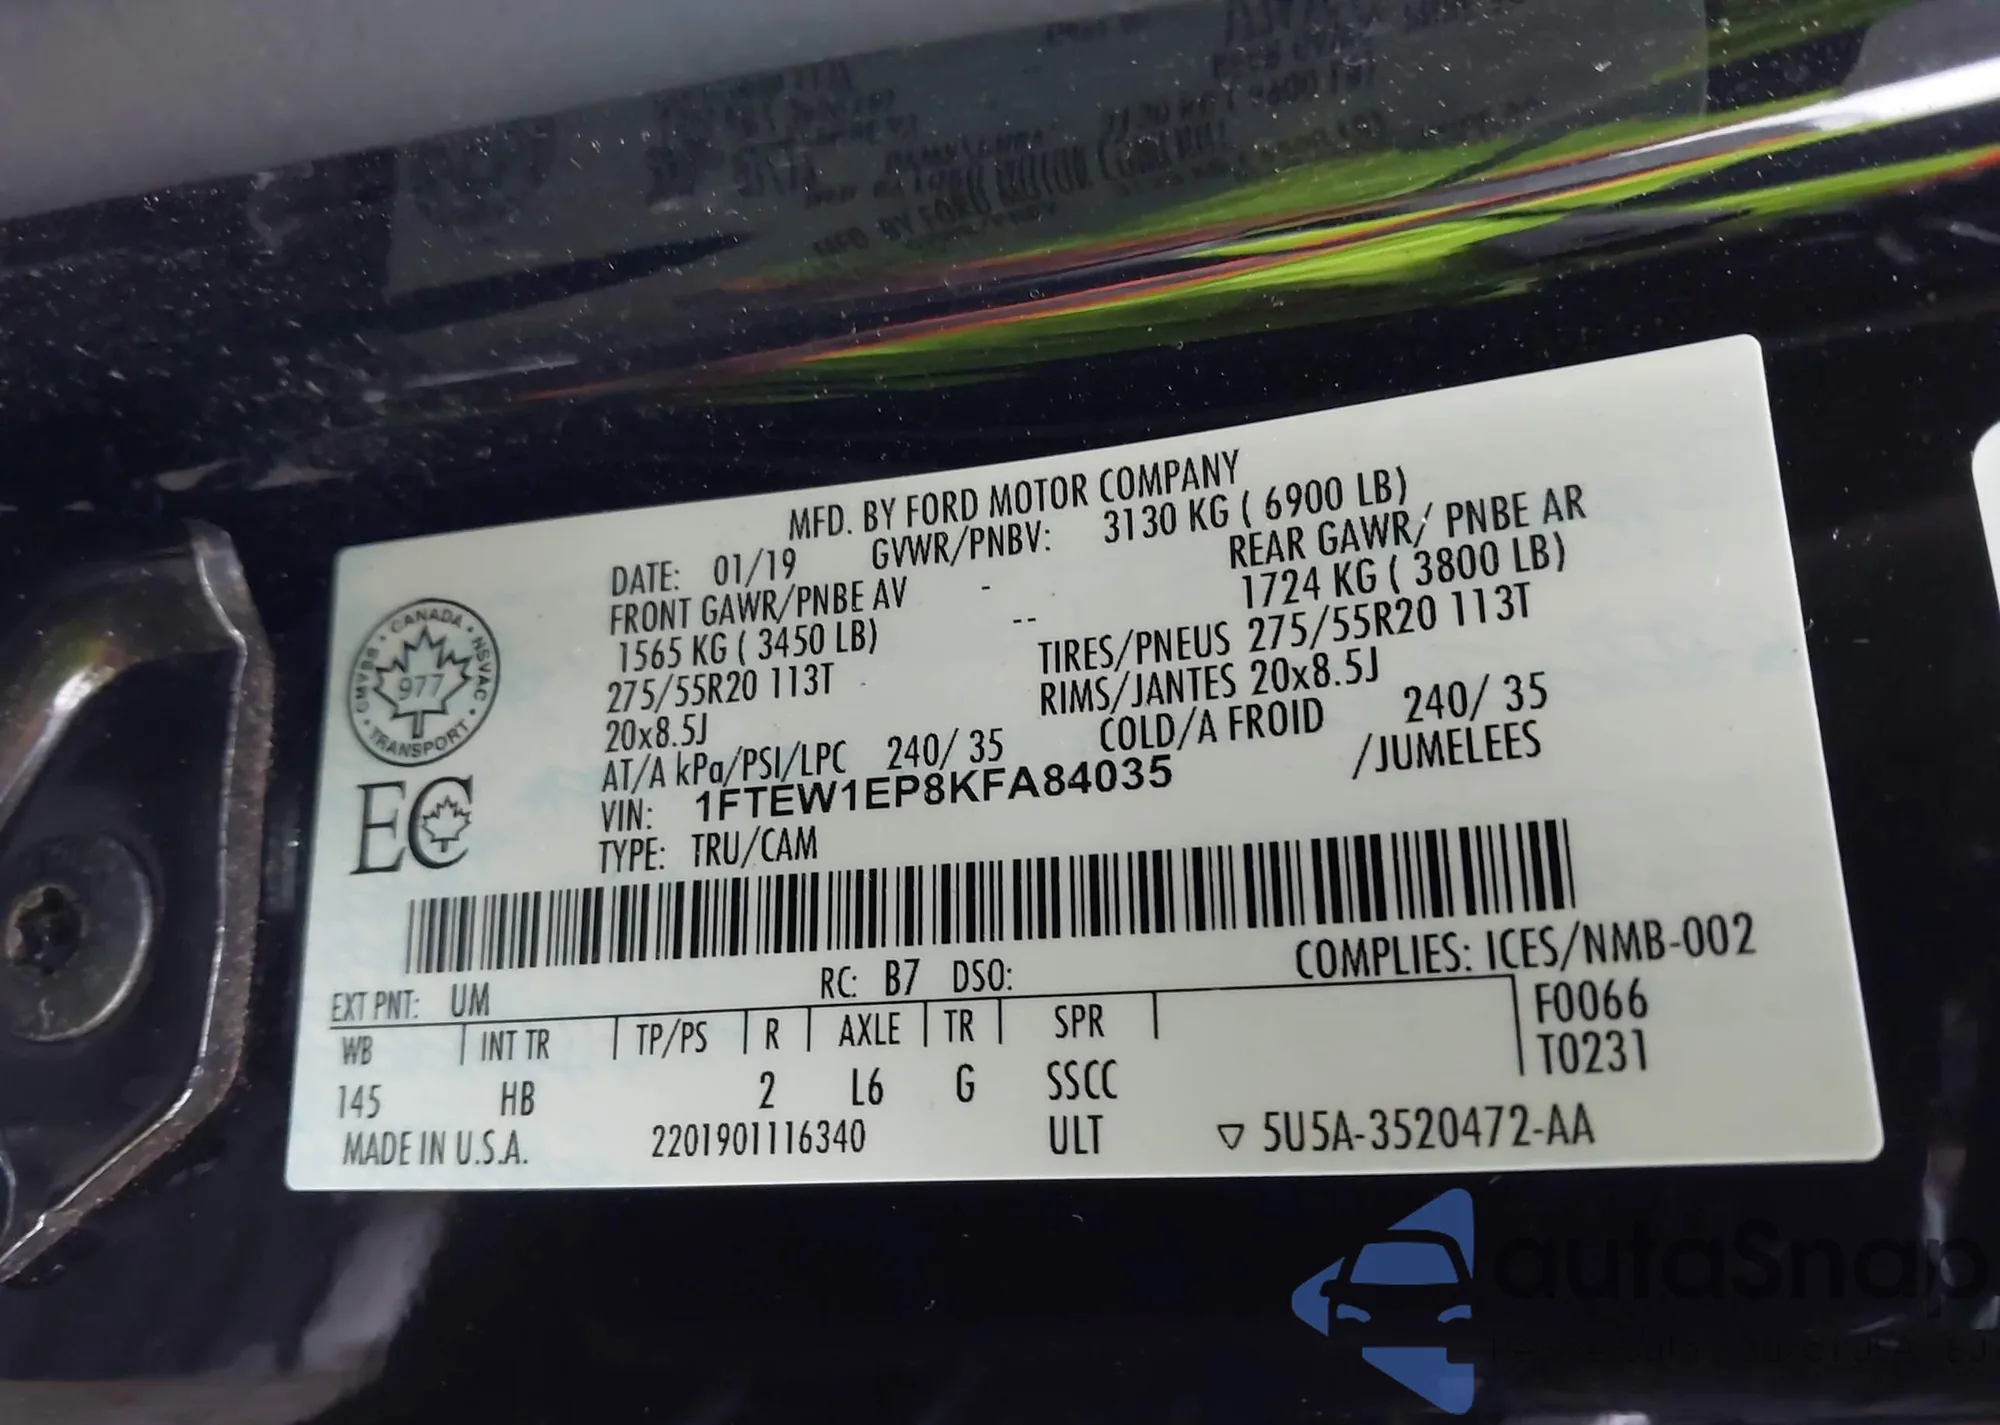 MFD. BY FORD MOTOR COMPANY
DATE: 01/19 GVWR/PNBV: 3130 KG ( 6900 LB)
FRONT GAWR/PNBE AV - REAR GAWR/ PNBE AR
1565 KG ( 3450 LB) -- 1724 KG ( 3800 LB)
275/55R20 113T TIRES/PNEUS 275/55R20 113T
20x8.5J RIMS/JANTES 20x8.5J
AT/A kPa/PSI/LPC 240/ 35 COLD/A FROID 240/ 35
VIN: 1FTEW1EP8KFA84035 /JUMELEES
TYPE: TRU/CAM
CANADA
CMVSS NSVAC
977
TRANSPORT
EC
COMPLIES: ICES/NMB-002
EXT PNT: UM RC: B7 DSO:
WB INT TR TP/PS R AXLE TR SPR F0066
T0231
145 HB 2 L6 G SSCC
MADE IN U.S.A. 2201901116340 ULT ▽ 5U5A-3520472-AA
autaSnap